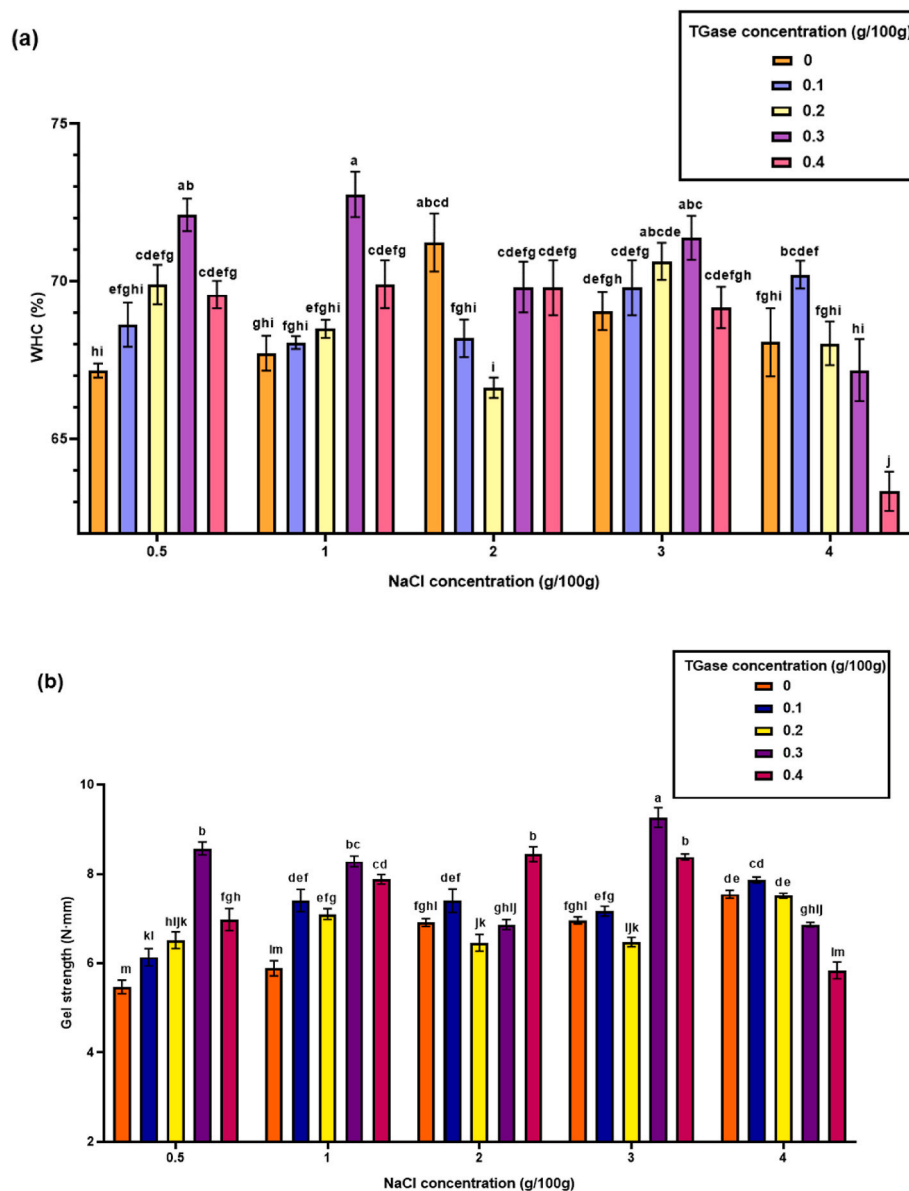 (a)
TGase concentration (g/100g)
0
0.1
0.2
0.3
0.4
75
70
65
WHC (%)
hi
efghi
cdefg
ab
cdefg
ghi
fghi
efghi
a
cdefg
abcd
fghi
i
cdefg
cdefg
defgh
cdefg
abcde
abc
cdefgh
fghi
bcdef
fghi
hi
j
0.5
1
2
3
4
NaCl concentration (g/100g)
(b)
TGase concentration (g/100g)
0
0.1
0.2
0.3
0.4
10
8
6
4
2
Gel strength (N·mm)
m
kl
hijk
b
fgh
lm
def
efg
bc
cd
fghi
def
jk
ghij
b
fghi
efg
ijk
a
b
de
cd
de
ghij
lm
0.5
1
2
3
4
NaCl concentration (g/100g)